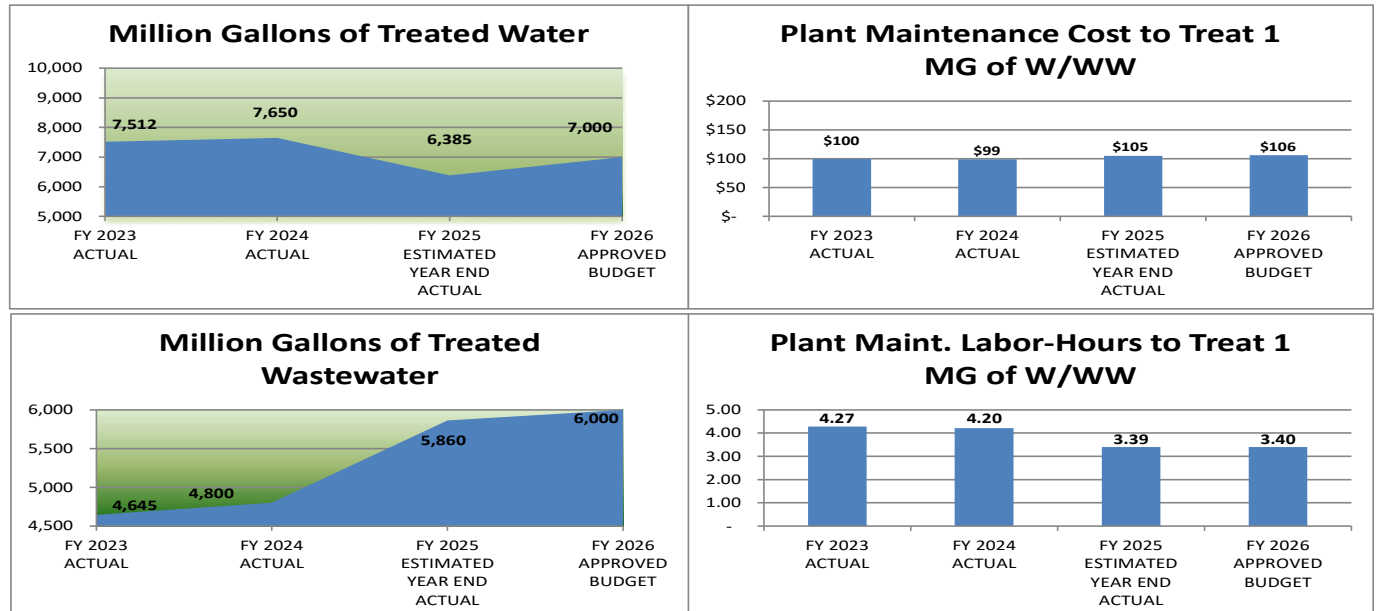 Million Gallons of Treated Water
10,000
9,000
8,000
7,000
6,000
5,000
7,512
7,650
6,385
7,000
FY 2023
ACTUAL
FY 2024
ACTUAL
FY 2025
ESTIMATED
YEAR END
ACTUAL
FY 2026
APPROVED
BUDGET
Plant Maintenance Cost to Treat 1
MG of W/WW
$200
$150
$100
$50
$-
$100
$99
$105
$106
FY 2023
ACTUAL
FY 2024
ACTUAL
FY 2025
ESTIMATED
YEAR END
ACTUAL
FY 2026
APPROVED
BUDGET
Million Gallons of Treated
Wastewater
6,000
5,500
5,000
4,500
4,645
4,800
5,860
6,000
FY 2023
ACTUAL
FY 2024
ACTUAL
FY 2025
ESTIMATED
YEAR END
ACTUAL
FY 2026
APPROVED
BUDGET
Plant Maint. Labor-Hours to Treat 1
MG of W/WW
5.00
4.00
3.00
2.00
1.00
-
4.27
4.20
3.39
3.40
FY 2023
ACTUAL
FY 2024
ACTUAL
FY 2025
ESTIMATED
YEAR END
ACTUAL
FY 2026
APPROVED
BUDGET